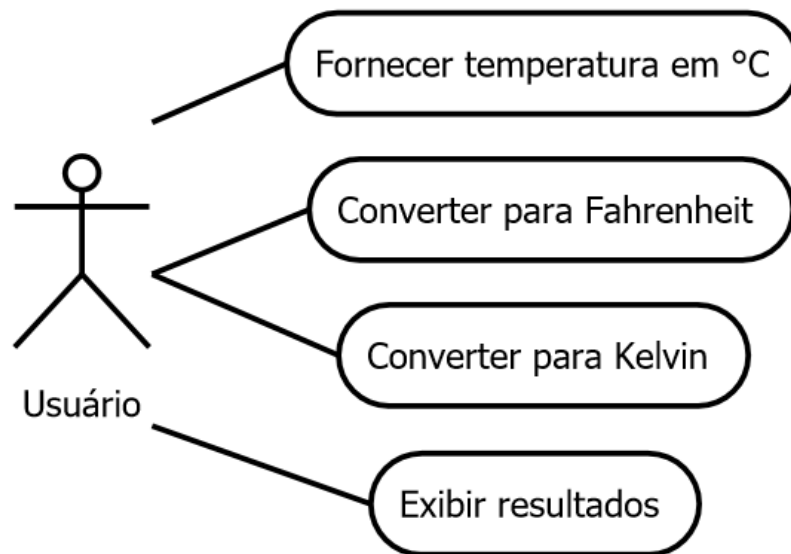 Fornecer temperatura em °C
Converter para Fahrenheit
Converter para Kelvin
Usuário
Exibir resultados